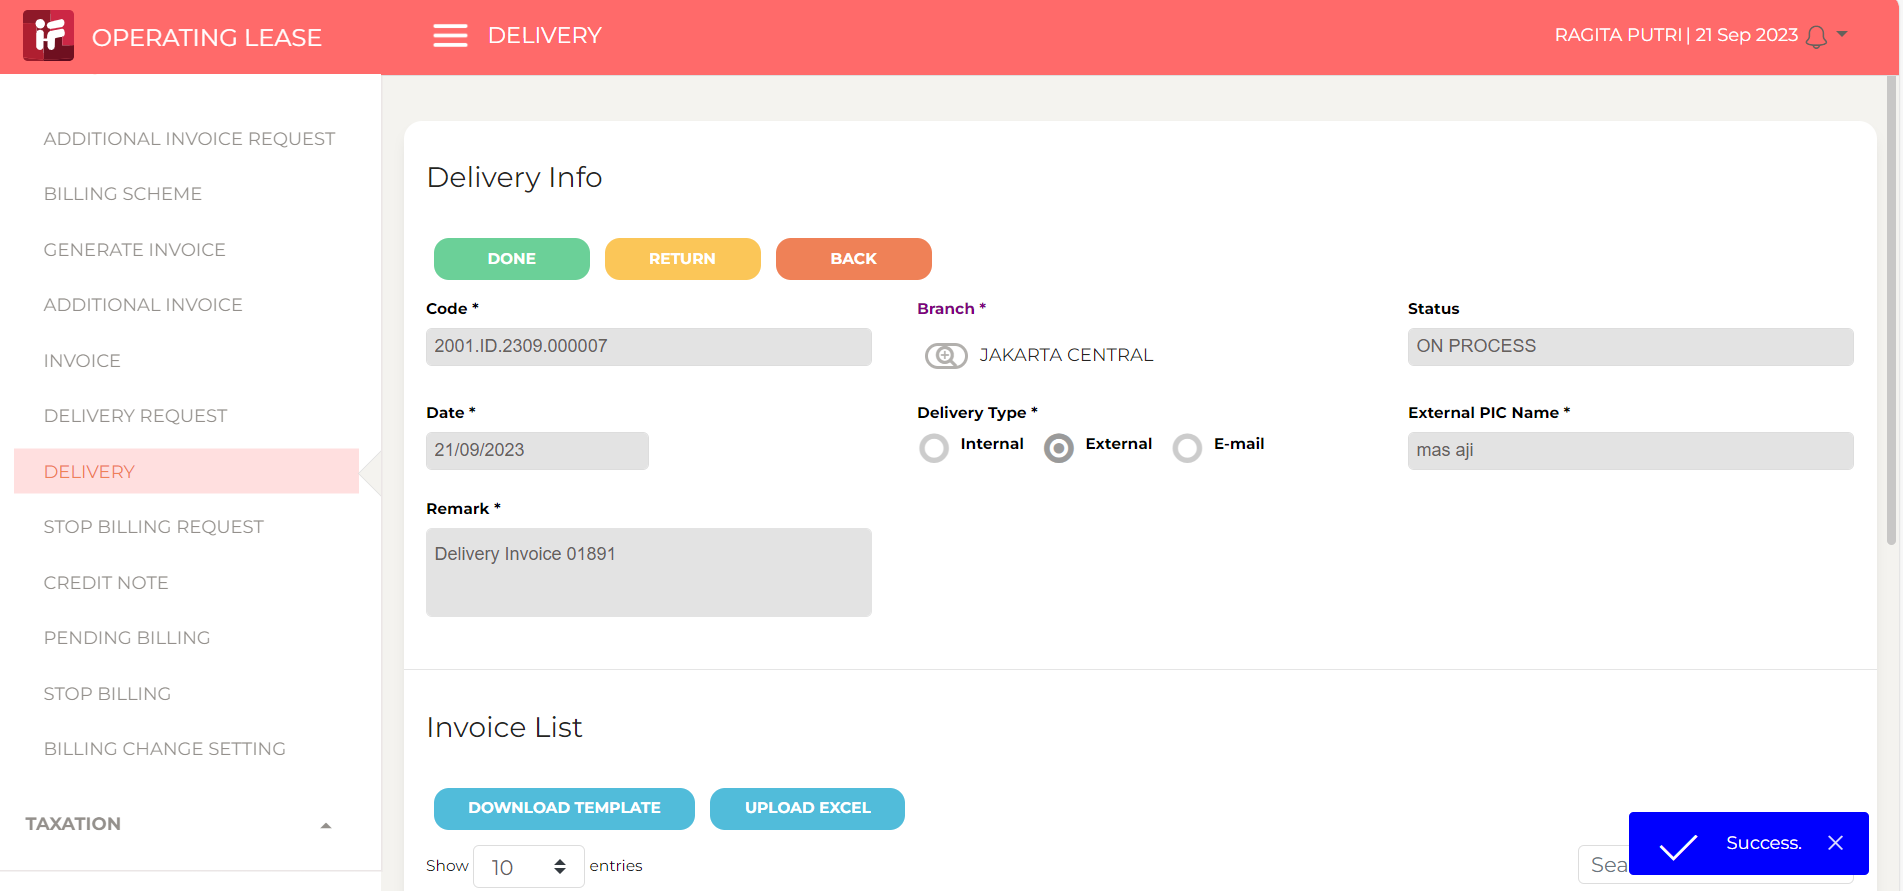 OPERATING LEASE
DELIVERY
RAGITA PUTRI | 21 Sep 2023
ADDITIONAL INVOICE REQUEST
BILLING SCHEME
GENERATE INVOICE
ADDITIONAL INVOICE
INVOICE
DELIVERY REQUEST
DELIVERY
STOP BILLING REQUEST
CREDIT NOTE
PENDING BILLING
STOP BILLING
BILLING CHANGE SETTING
TAXATION
Delivery Info
DONE RETURN BACK
Code * Branch * Status
2001.ID.2309.000007 JAKARTA CENTRAL ON PROCESS
Date * Delivery Type * External PIC Name *
21/09/2023 Internal External E-mail mas aji
Remark *
Delivery Invoice 01891
Invoice List
DOWNLOAD TEMPLATE UPLOAD EXCEL
Show 10 entries
Success.